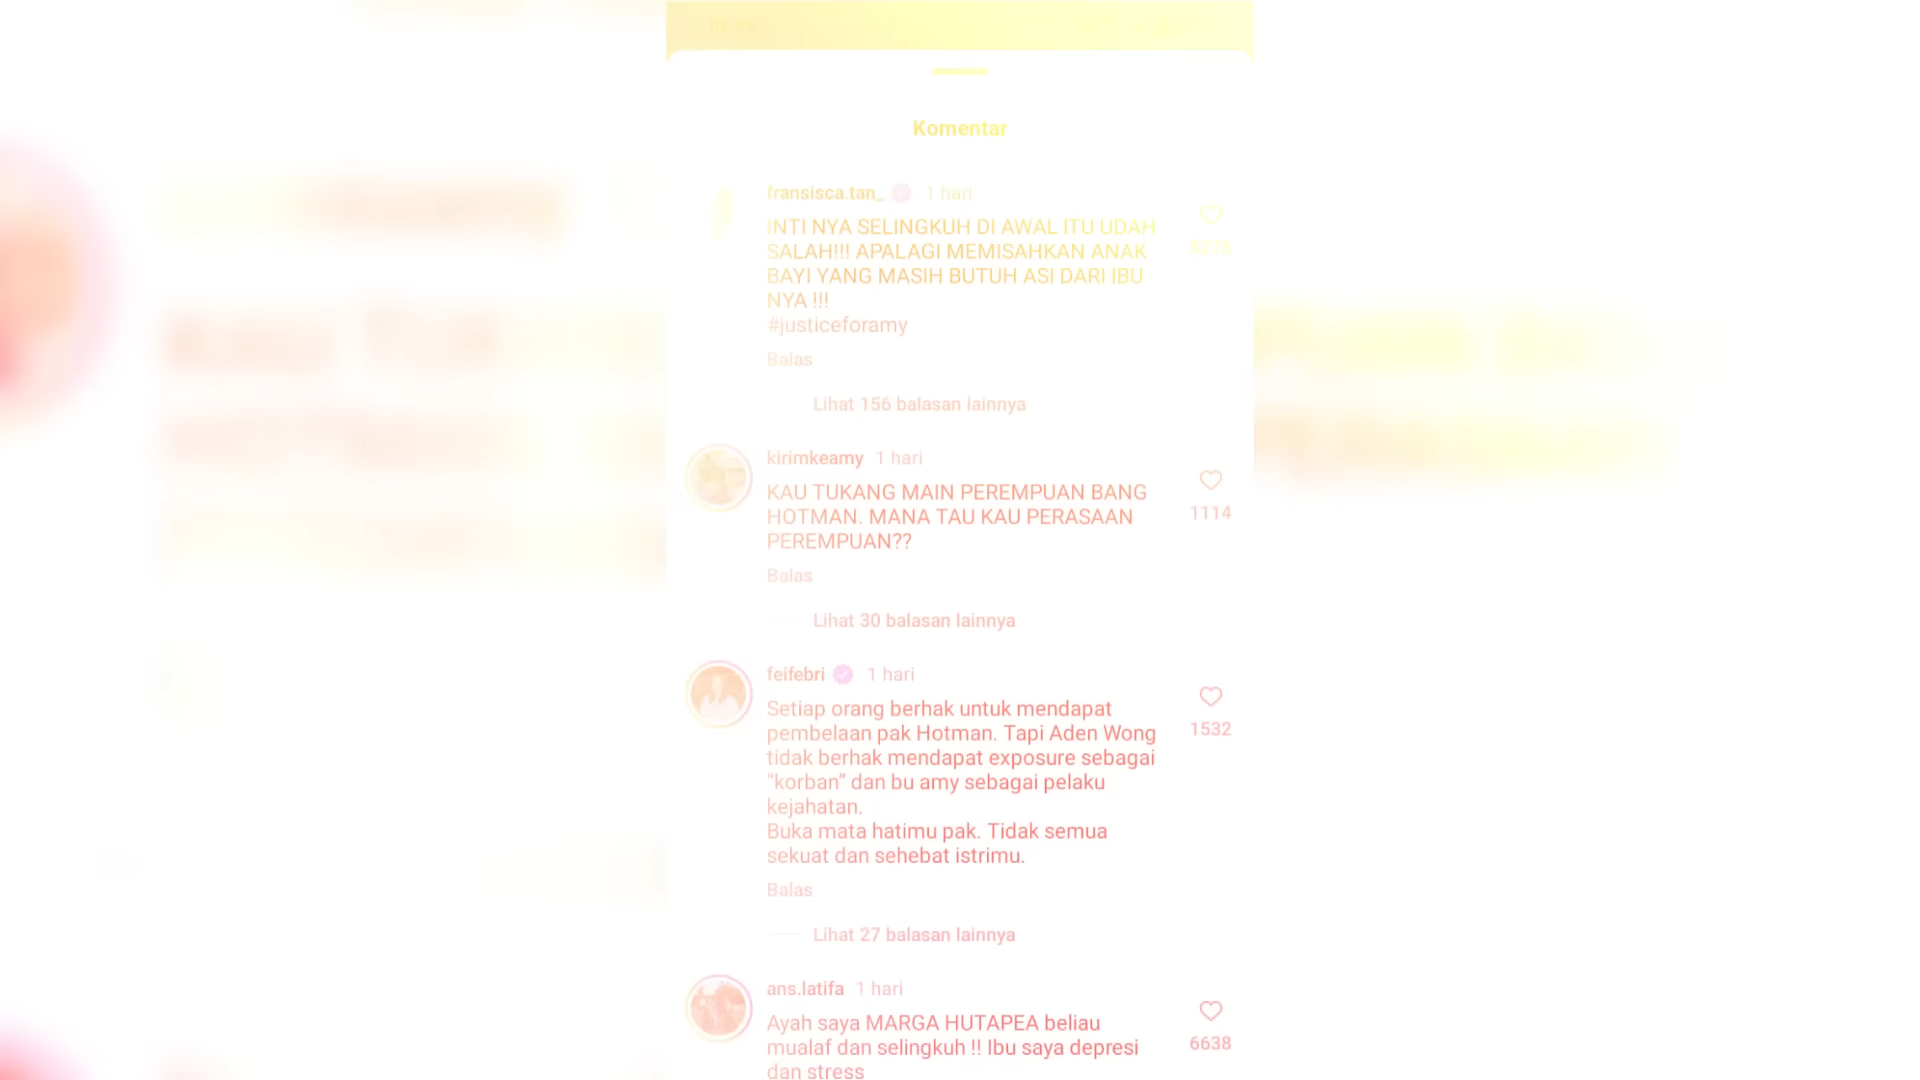 Komentar
fransisca.tan_ 1 hari
INTI NYA SELINGKUH DI AWAL ITU UDAH
SALAH!!! APALAGI MEMISAHKAN ANAK
BAYI YANG MASIH BUTUH ASI DARI IBU
NYA !!!
#justiceforamy
8276
Balas
Lihat 156 balasan lainnya
kirimkeamy 1 hari
KAU TUKANG MAIN PEREMPUAN BANG
HOTMAN. MANA TAU KAU PERASAAN
PEREMPUAN??
1114
Balas
Lihat 30 balasan lainnya
feifebri 1 hari
Setiap orang berhak untuk mendapat
pembelaan pak Hotman. Tapi Aden Wong
tidak berhak mendapat exposure sebagai
“korban” dan bu amy sebagai pelaku
kejahatan.
Buka mata hatimu pak. Tidak semua
sekuat dan sehebat istrimu.
1532
Balas
Lihat 27 balasan lainnya
ans.latifa 1 hari
Ayah saya MARGA HUTAPEA beliau
mualaf dan selingkuh !! Ibu saya depresi
dan stress
6638